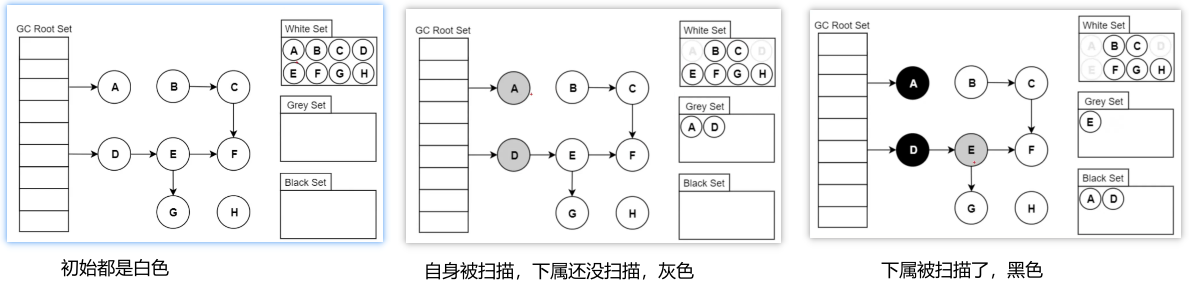 GC Root Set
White Set
A B C D
E F G H
A
B
C
Grey Set
D
E
F
Black Set
G
H
初始都是白色
GC Root Set
White Set
A B C D
E F G H
A
B
C
Grey Set
A D
D
E
F
Black Set
G
H
自身被扫描，下属还没扫描，灰色
GC Root Set
White Set
A B C D
E F G H
A
B
C
Grey Set
E
D
E
F
Black Set
A D
G
H
下属被扫描了，黑色